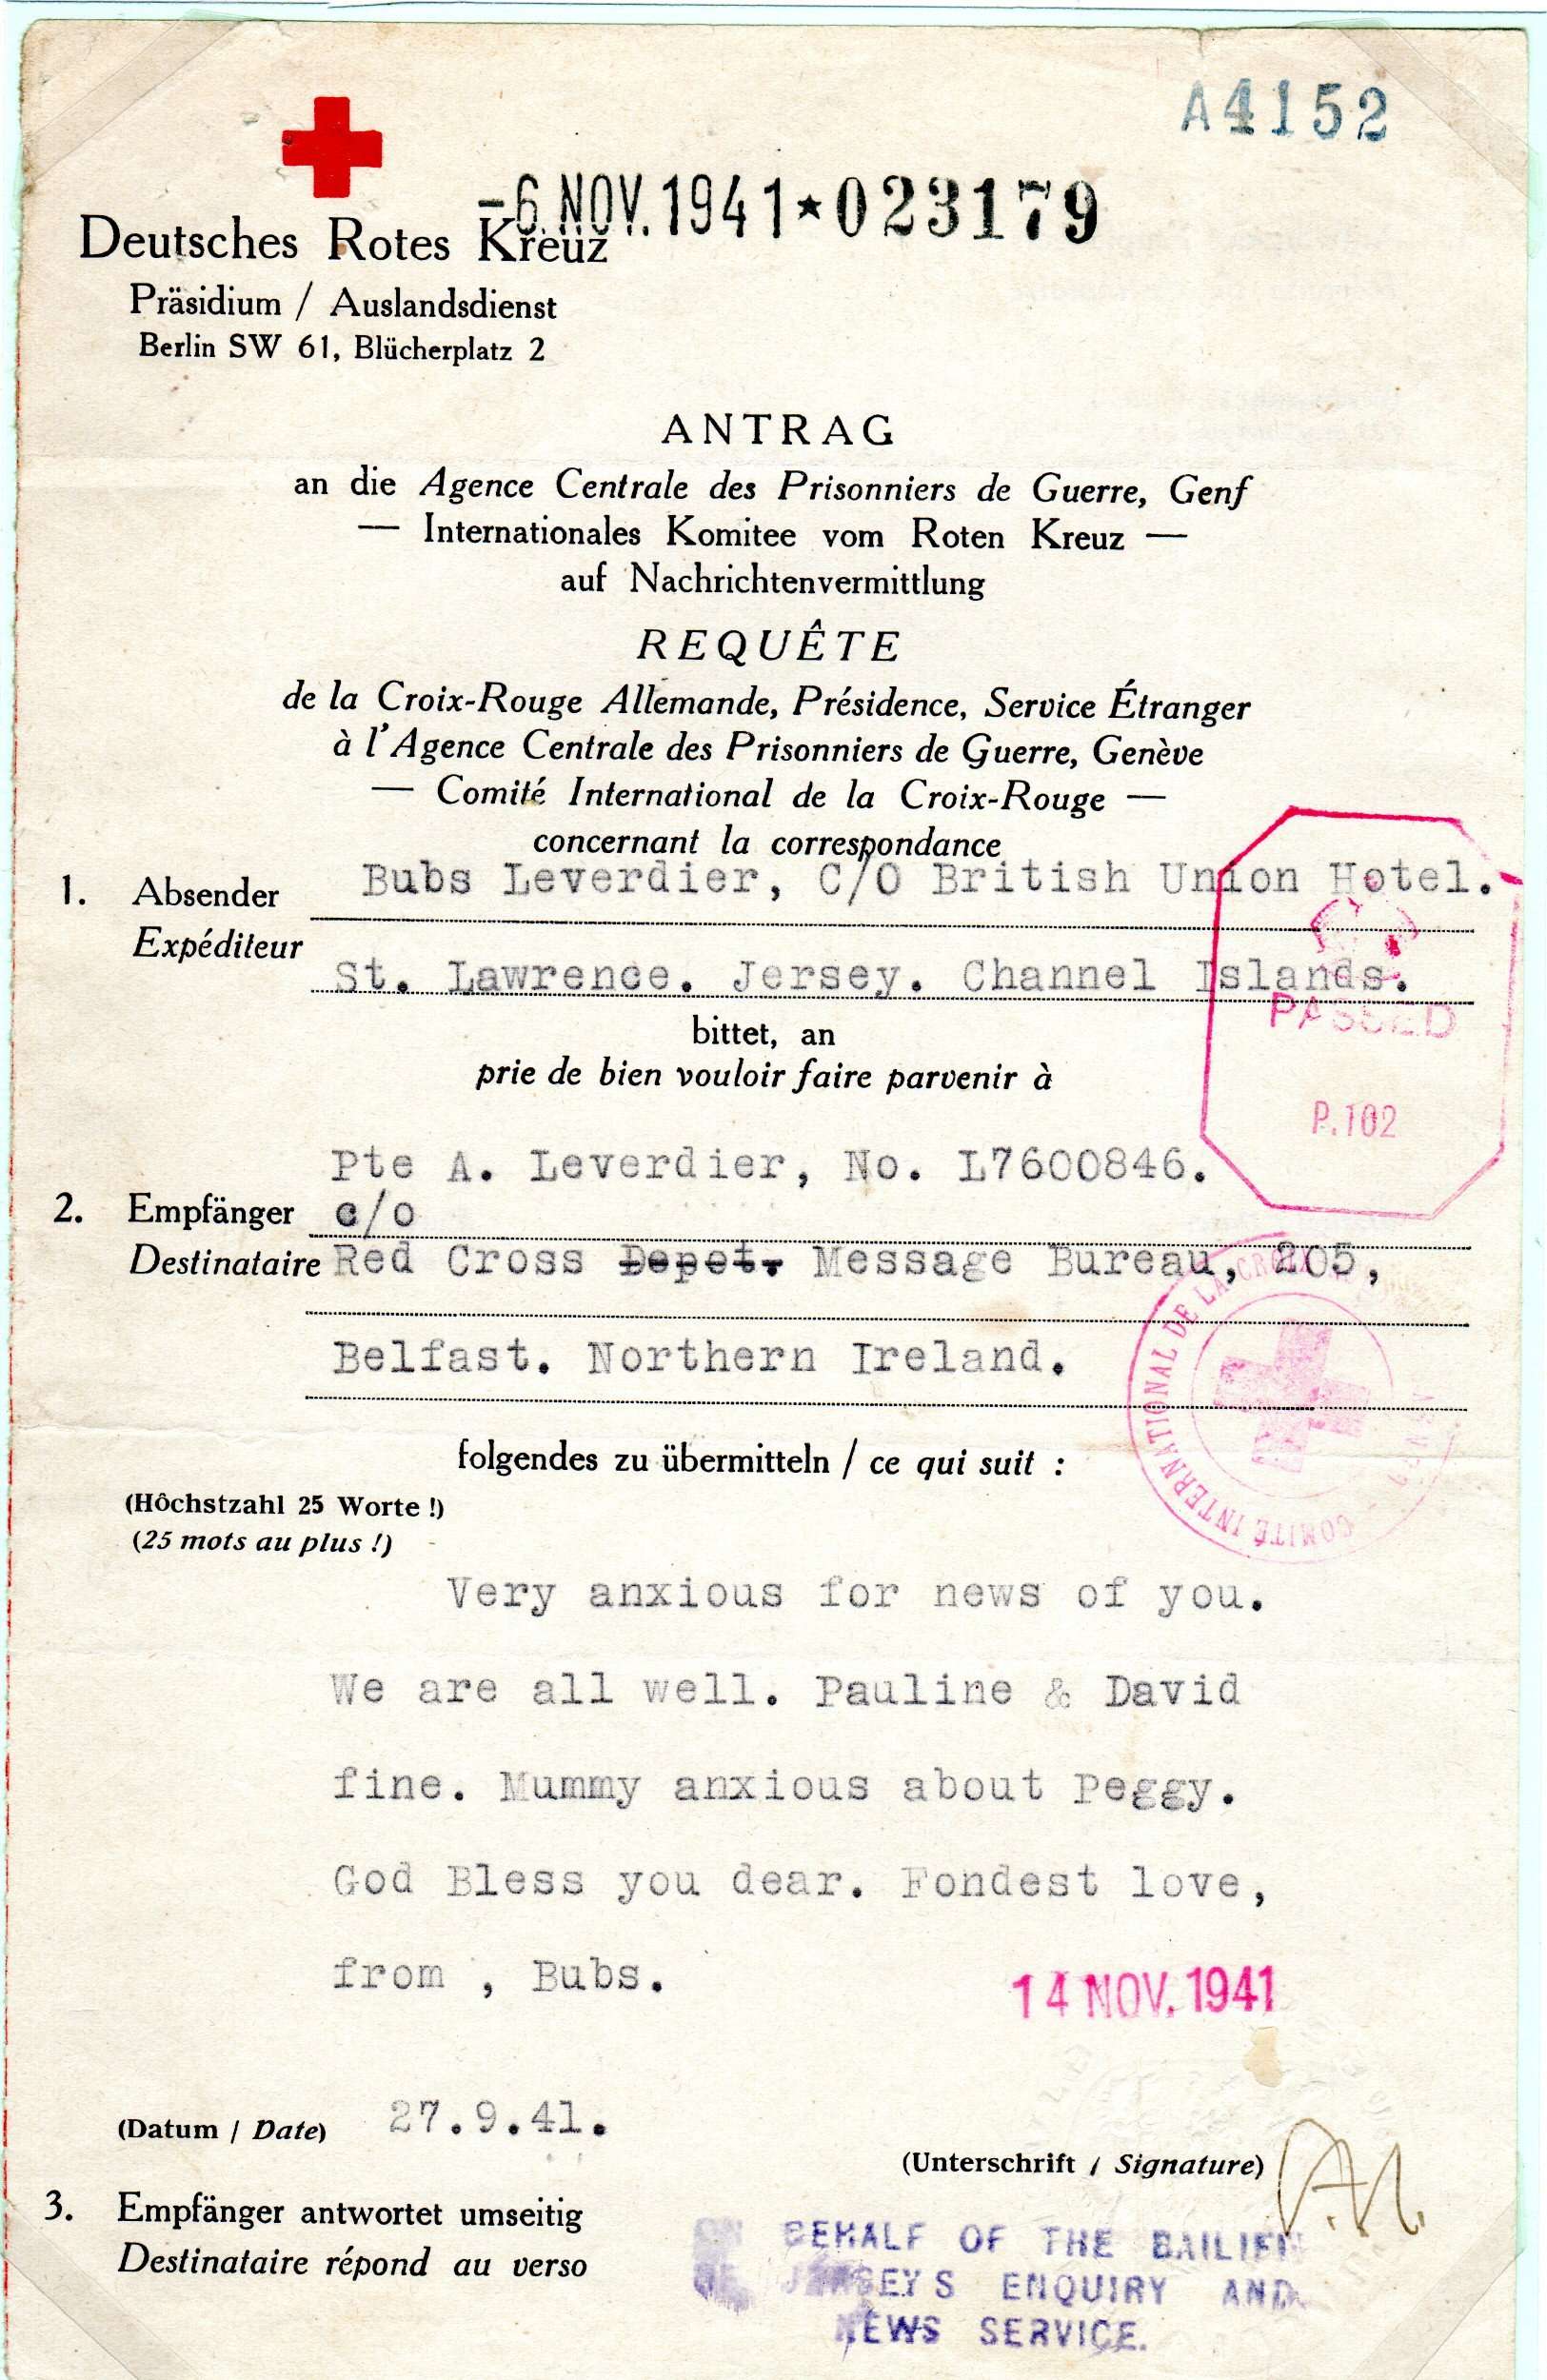 A4152
-6.NOV.1941★023179
Deutsches Rotes Kreuz
Präsidium / Auslandsdienst
Berlin SW 61, Blücherplatz 2
ANTRAG
an die Agence Centrale des Prisonniers de Guerre, Genf
— Internationales Komitee vom Roten Kreuz —
auf Nachrichtenvermittlung
REQUÊTE
de la Croix-Rouge Allemande, Présidence, Service Étranger
à l'Agence Centrale des Prisonniers de Guerre, Genève
— Comité International de la Croix-Rouge —
concernant la correspondance
1. Absender Bubs Leverdier, C/O British Union Hotel.
Expéditeur
St. Lawrence. Jersey. Channel Islands.
PASSED
bittet, an
prie de bien vouloir faire parvenir à
P.102
Pte A. Leverdier, No. L7600846.
2. Empfänger c/o
Destinataire Red Cross Depot, Message Bureau, 205,
Belfast. Northern Ireland.
COMITÉ INTERNATIONAL DE LA CROIX
folgendes zu übermitteln / ce qui suit :
(Hôchstzahl 25 Worte !)
(25 mots au plus !)
Very anxious for news of you.
We are all well. Pauline & David
fine. Mummy anxious about Peggy.
God Bless you dear. Fondest love,
from , Bubs.
14 NOV. 1941
(Datum / Date) 27.9.41.
(Unterschrift / Signature)
3. Empfänger antwortet umseitig
Destinataire répond au verso
ON BEHALF OF THE BAILIFF
OF JERSEYS ENQUIRY AND
NEWS SERVICE.